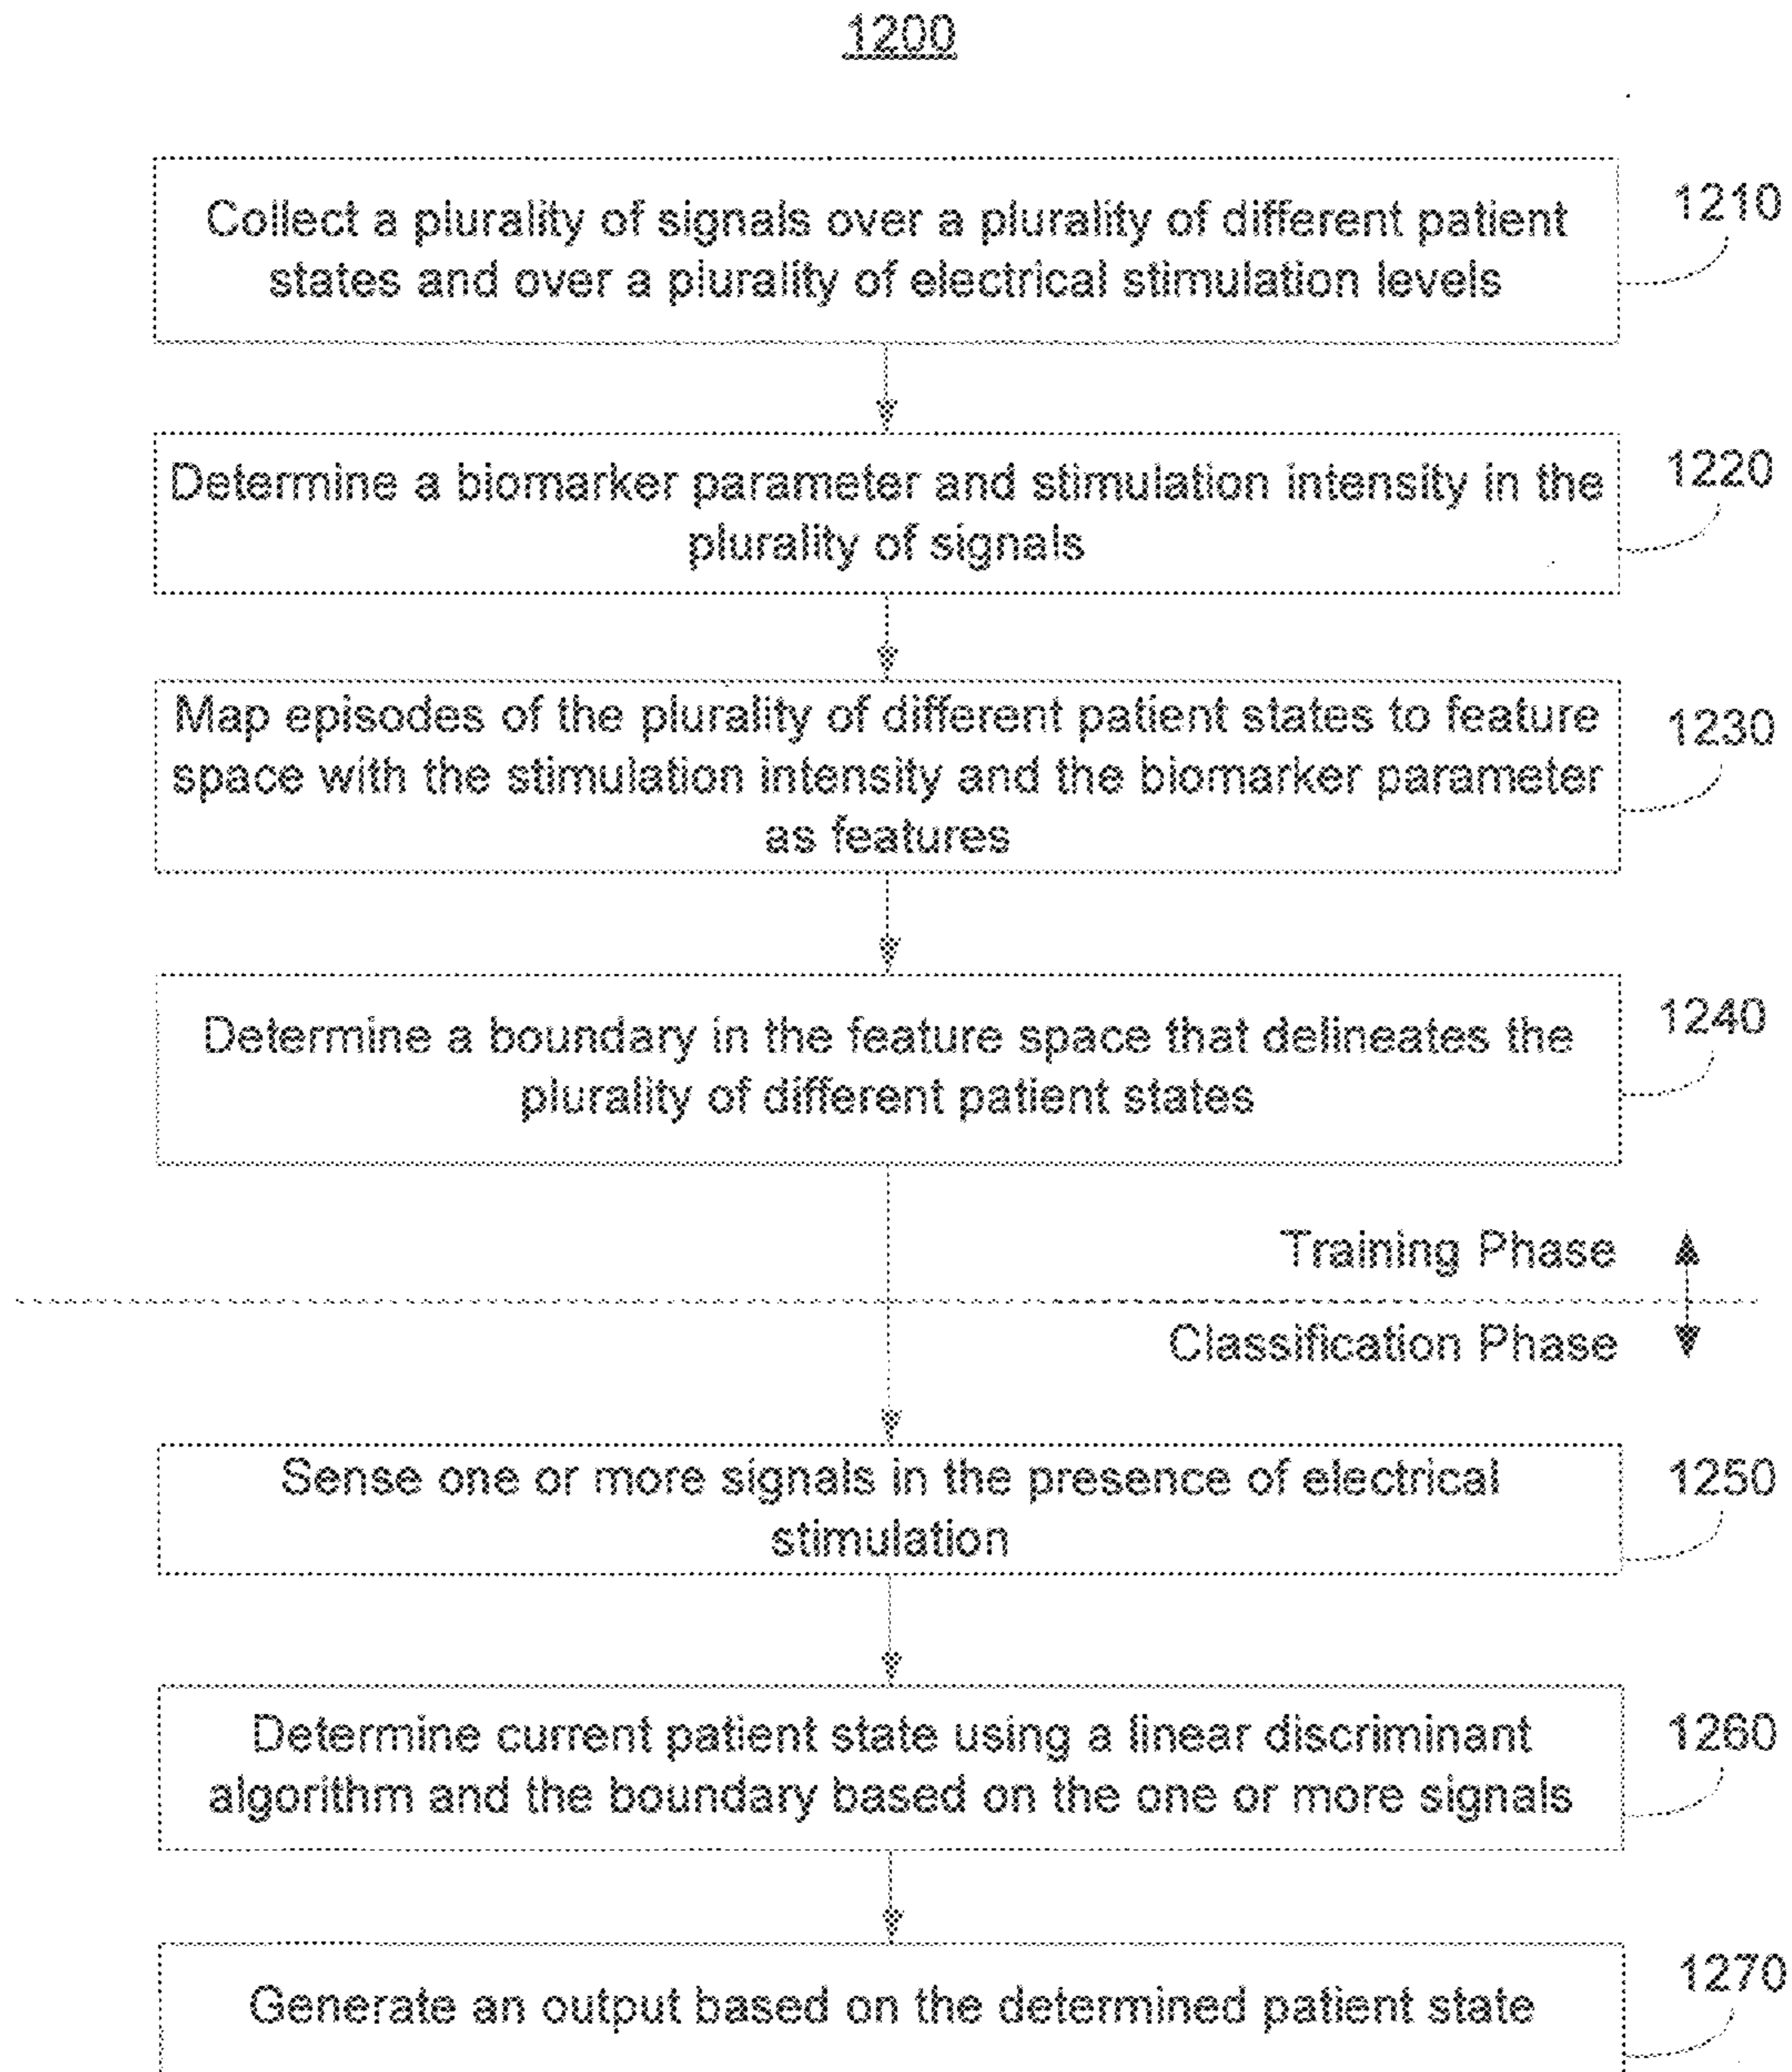 1200
Collect a plurality of signals over a plurality of different patient
states and over a plurality of electrical stimulation levels
1210
Determine a biomarker parameter and stimulation intensity in the
plurality of signals
1220
Map episodes of the plurality of different patient states to feature
space with the stimulation intensity and the biomarker parameter
as features
1230
Determine a boundary in the feature space that delineates the
plurality of different patient states
1240
Training Phase
Classification Phase
Sense one or more signals in the presence of electrical
stimulation
1250
Determine current patient state using a linear discriminant
algorithm and the boundary based on the one or more signals
1260
Generate an output based on the determined patient state
1270